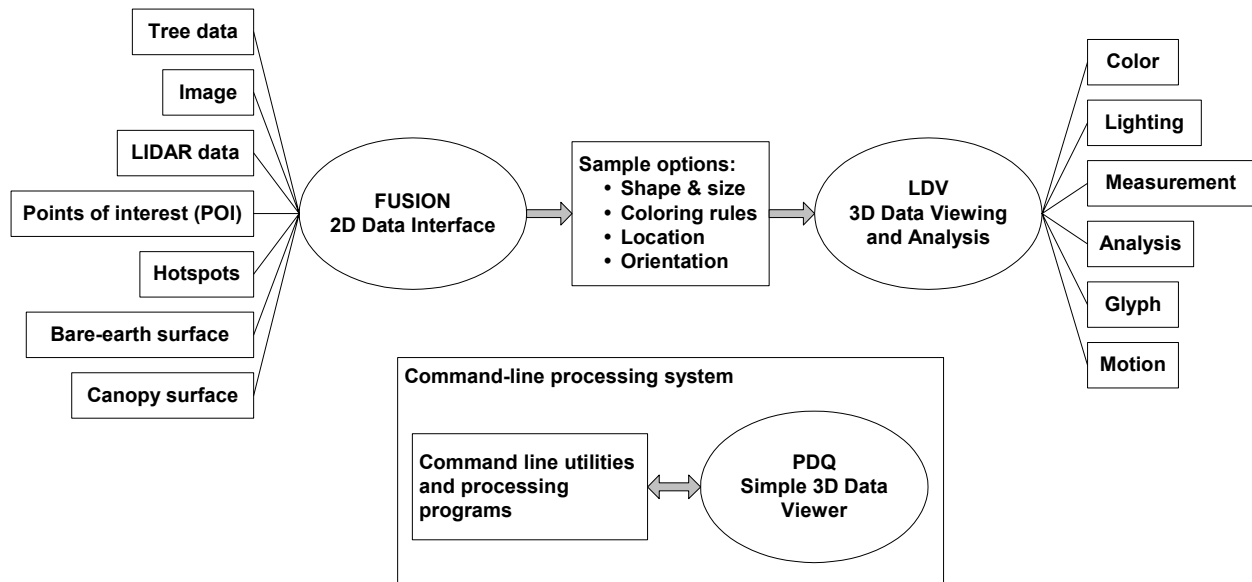 Tree data
Image
LIDAR data
Points of interest (POI)
Hotspots
Bare-earth surface
Canopy surface
FUSION
2D Data Interface
Sample options:
• Shape & size
• Coloring rules
• Location
• Orientation
LDV
3D Data Viewing
and Analysis
Color
Lighting
Measurement
Analysis
Glyph
Motion
Command-line processing system
Command line utilities
and processing
programs
PDQ
Simple 3D Data
Viewer